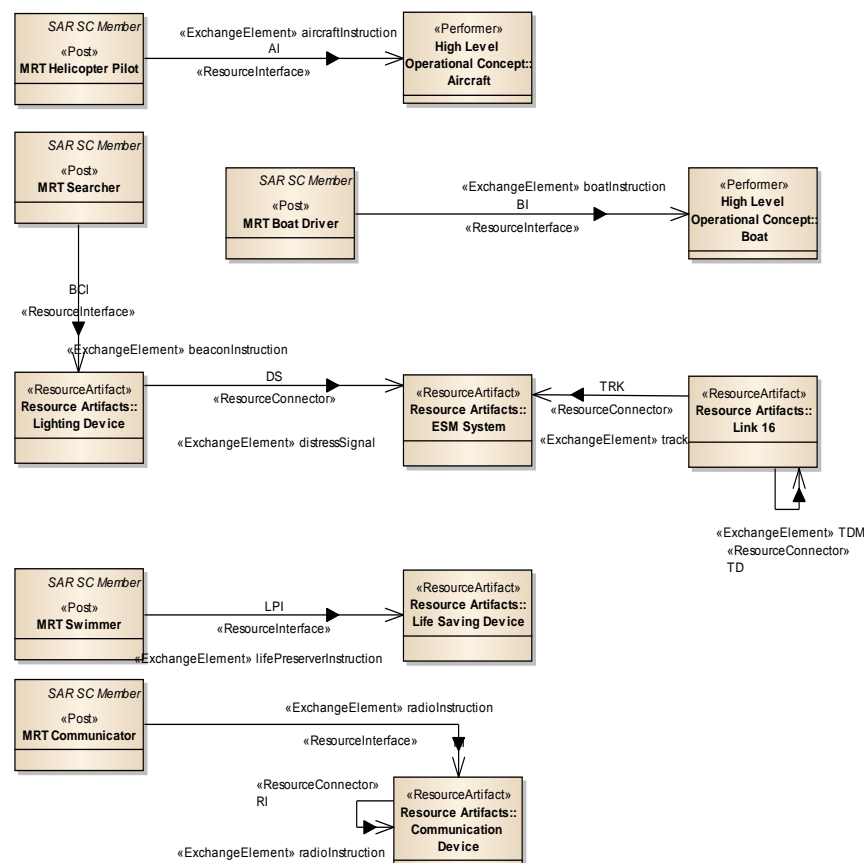 SAR SC Member
«Post»
MRT Helicopter Pilot
«ExchangeElement» aircraftInstruction
AI
«ResourceInterface»
«Performer»
High Level
Operational Concept::
Aircraft
SAR SC Member
«Post»
MRT Searcher
SAR SC Member
«Post»
MRT Boat Driver
«ExchangeElement» boatInstruction
BI
«ResourceInterface»
«Performer»
High Level
Operational Concept::
Boat
BCI
«ResourceInterface»
«ExchangeElement» beaconInstruction
«ResourceArtifact»
Resource Artifacts::
Lighting Device
DS
«ResourceConnector»
«ExchangeElement» distressSignal
«ResourceArtifact»
Resource Artifacts::
ESM System
TRK
«ResourceConnector»
«ExchangeElement» track
«ResourceArtifact»
Resource Artifacts::
Link 16
«ExchangeElement» TDM
«ResourceConnector»
TD
SAR SC Member
«Post»
MRT Swimmer
LPI
«ResourceInterface»
«ExchangeElement» lifePreserverInstruction
«ResourceArtifact»
Resource Artifacts::
Life Saving Device
SAR SC Member
«Post»
MRT Communicator
«ExchangeElement» radioInstruction
«ResourceInterface»
«ResourceConnector»
RI
«ExchangeElement» radioInstruction
«ResourceArtifact»
Resource Artifacts::
Communication
Device